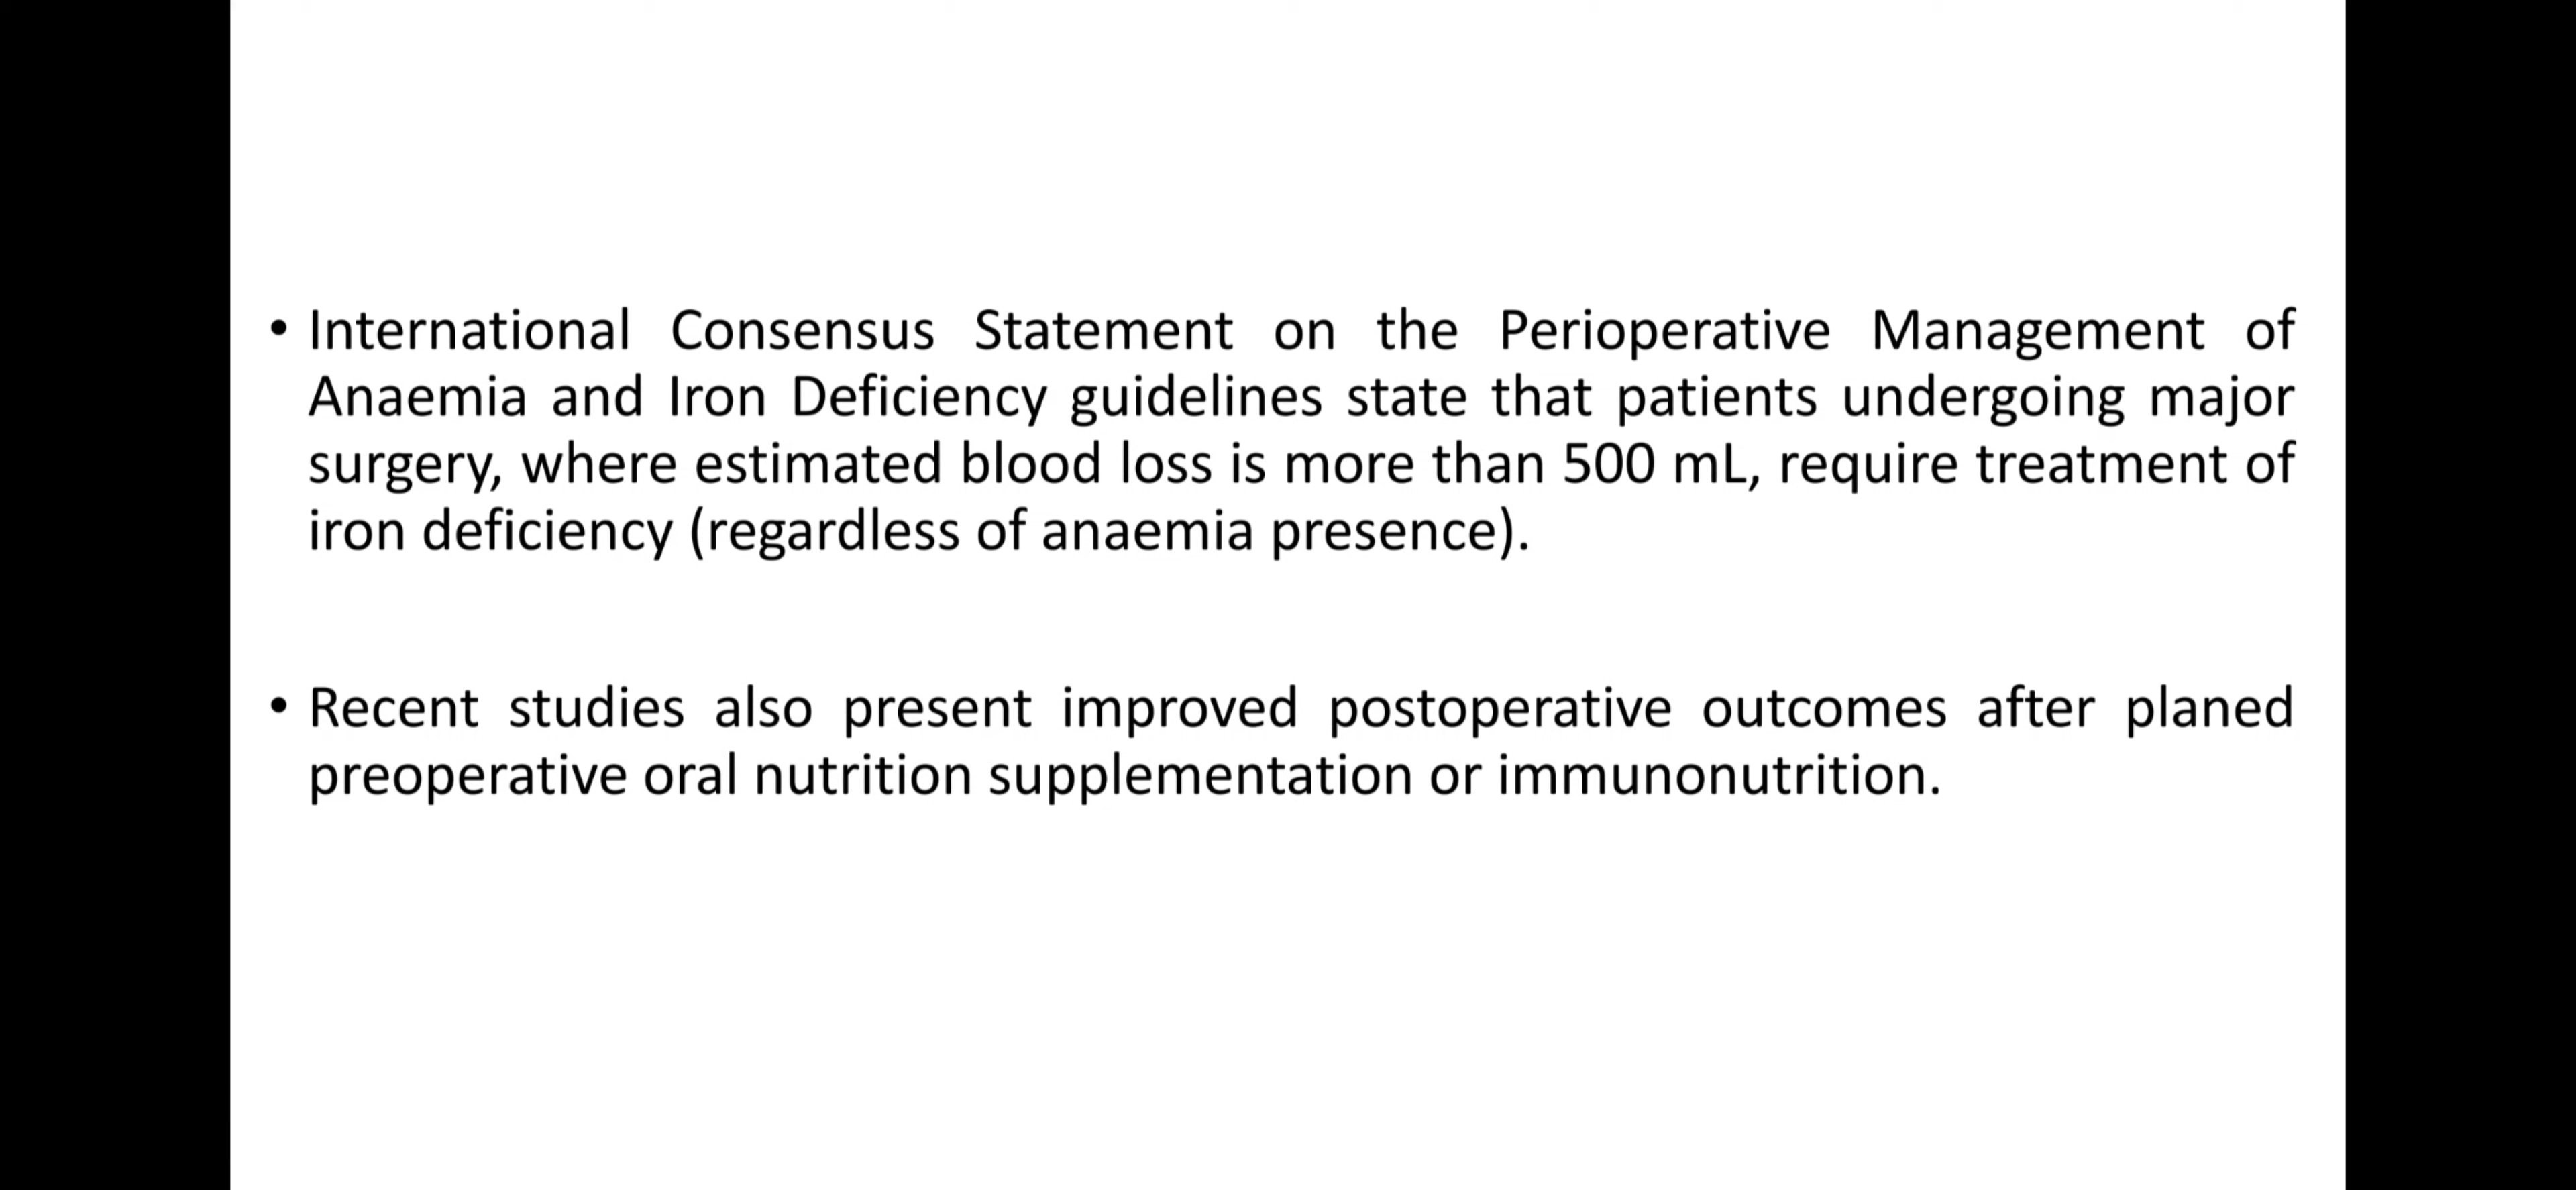 • International Consensus Statement on the Perioperative Management of
Anaemia and Iron Deficiency guidelines state that patients undergoing major
surgery, where estimated blood loss is more than 500 mL, require treatment of
iron deficiency (regardless of anaemia presence).
• Recent studies also present improved postoperative outcomes after planed
preoperative oral nutrition supplementation or immunonutrition.